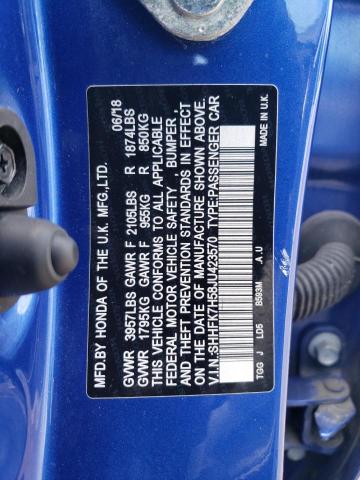 MFD.BY HONDA OF THE U.K. MFG.,LTD. 06/18
GVWR 3957LBS GAWR F 2105LBS R 1874LBS
GVWR 1795KG GAWR F 955KG R 850KG
THIS VEHICLE CONFORMS TO ALL APPLICABLE
FEDERAL MOTOR VEHICLE SAFETY , BUMPER ,
AND THEFT PREVENTION STANDARDS IN EFFECT
ON THE DATE OF MANUFACTURE SHOWN ABOVE.
V.I.N.:SHHFK7H58JU423570 TYPE:PASSENGER CAR
B593M .A.U MADE IN U.K.
TGG J LD5